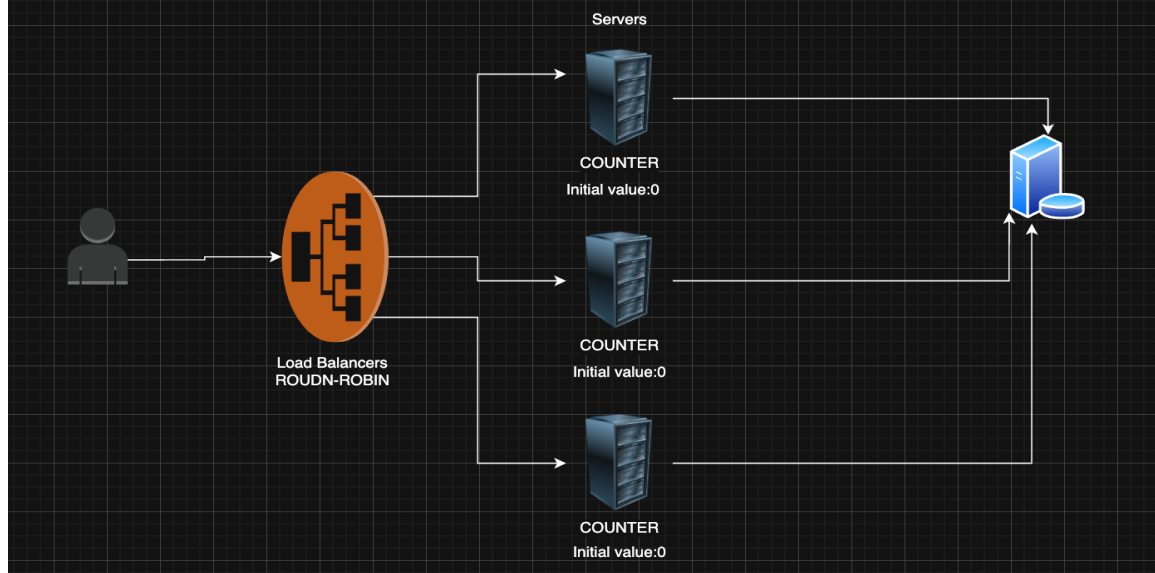 Servers
COUNTER
Initial value:0
COUNTER
Initial value:0
Load Balancers
ROUDN-ROBIN
COUNTER
Initial value:0